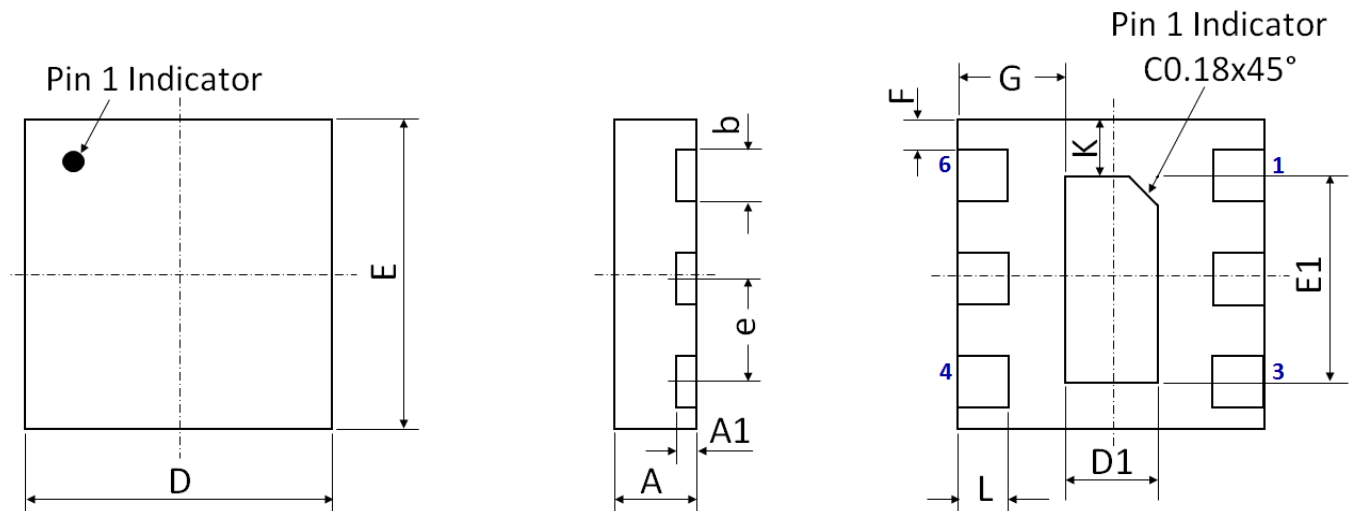 Pin 1 Indicator
E
D
b
e
A1
A
Pin 1 Indicator
C0.18x45°
G
F
K
6
1
E1
4
3
D1
L